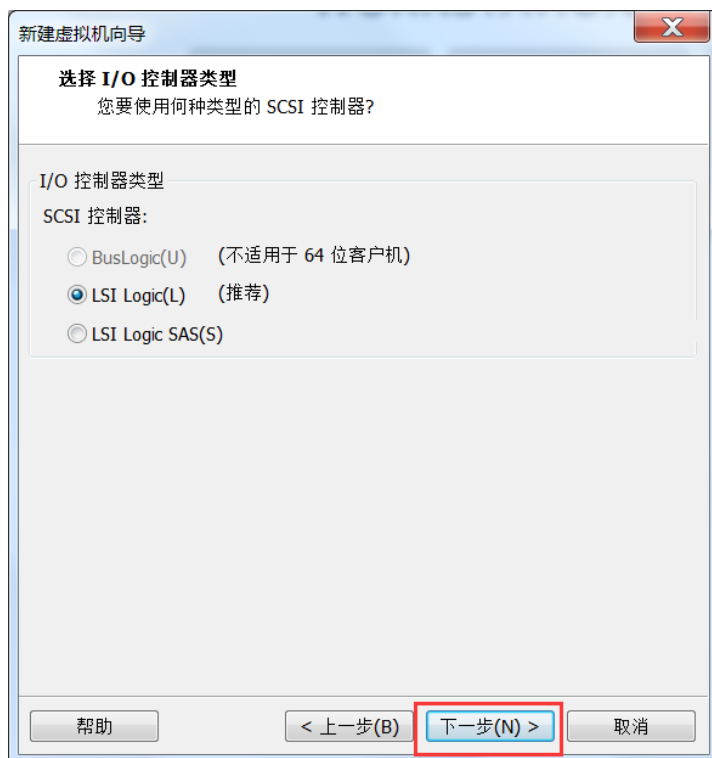 新建虚拟机向导
选择 I/O 控制器类型
您要使用何种类型的 SCSI 控制器?
I/O 控制器类型
SCSI 控制器:
BusLogic(U) (不适用于 64 位客户机)
LSI Logic(L) (推荐)
LSI Logic SAS(S)
帮助 < 上一步(B) 下一步(N) > 取消